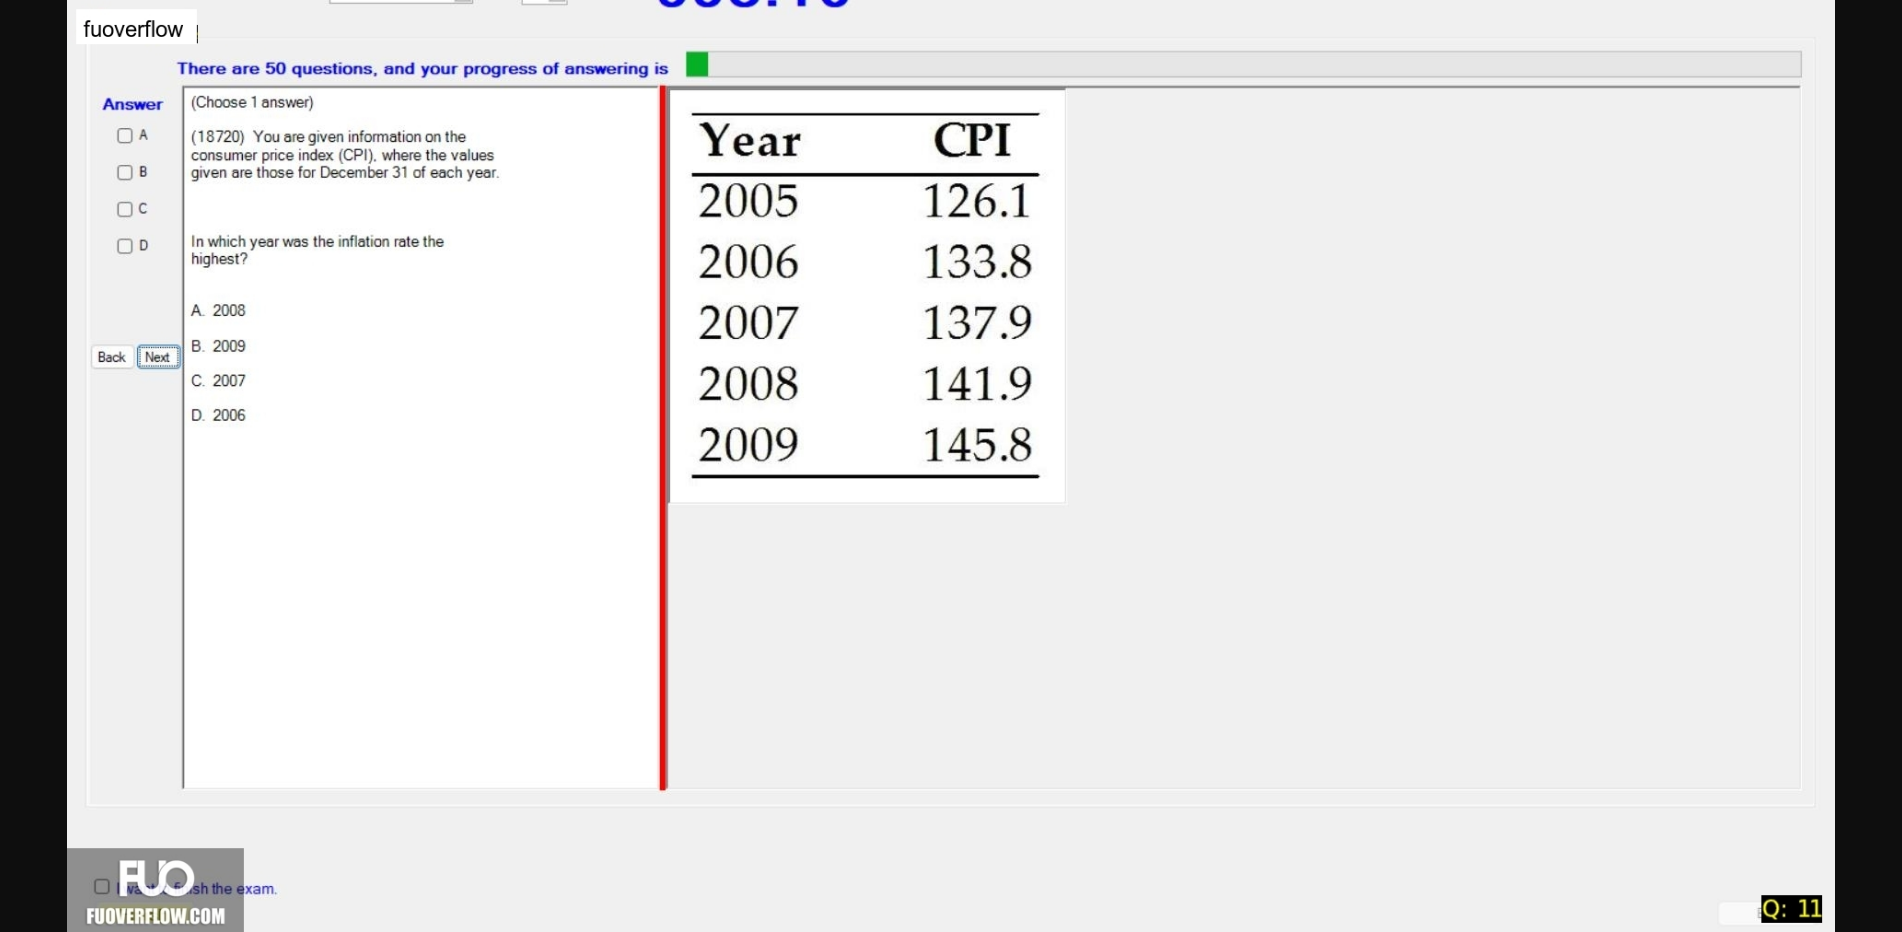 fuoverflow
There are 50 questions, and your progress of answering is
Answer
A
B
C
D
Back
Next
(Choose 1 answer)
(18720) You are given information on the
consumer price index (CPI), where the values
given are those for December 31 of each year.
In which year was the inflation rate the
highest?
A. 2008
B. 2009
C. 2007
D. 2006
Year CPI
2005 126.1
2006 133.8
2007 137.9
2008 141.9
2009 145.8
FUO
sh the exam.
FUOVERFLOW.COM
Q: 11